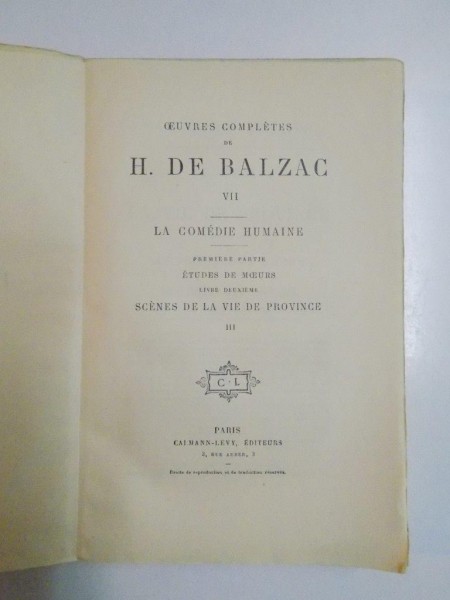 ŒUVRES COMPLÈTES
DE
H. DE BALZAC
VII
LA COMÉDIE HUMAINE
PREMIÈRE PARTIE
ÉTUDES DE MŒURS
LIVRE DEUXIÈME
SCÈNES DE LA VIE DE PROVINCE
III
C·L
PARIS
CALMANN-LÉVY, ÉDITEURS
3, RUE AUBER, 3
Droits de reproduction et de traduction réservés.